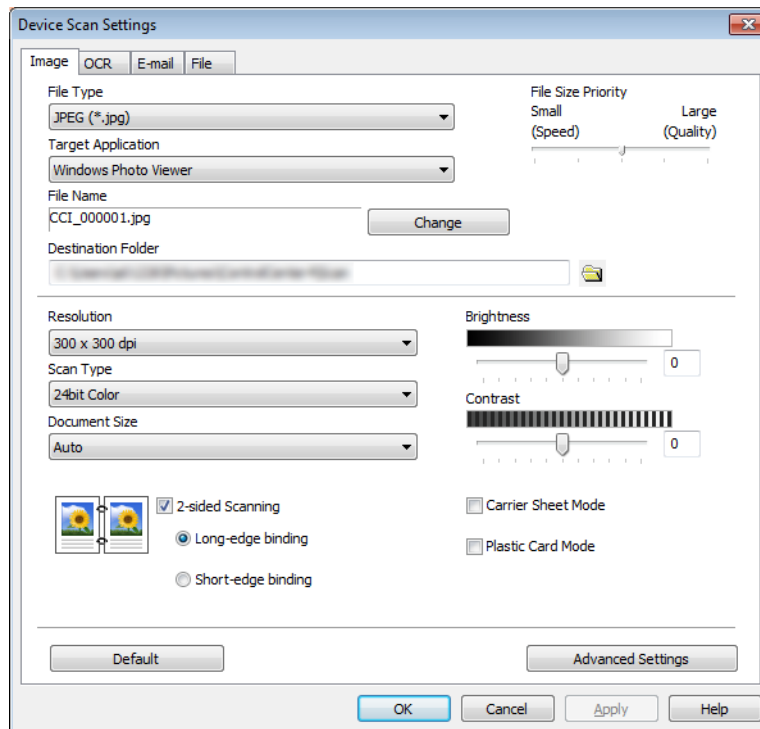 Device Scan Settings
Image OCR E-mail File
File Type
JPEG (*.jpg)
File Size Priority
Small Large
(Speed) (Quality)
Target Application
Windows Photo Viewer
File Name
CCI_000001.jpg
Change
Destination Folder
Resolution
300 x 300 dpi
Scan Type
24bit Color
Document Size
Auto
Brightness
0
Contrast
0
2-sided Scanning
Long-edge binding
Short-edge binding
Carrier Sheet Mode
Plastic Card Mode
Default Advanced Settings
OK Cancel Apply Help